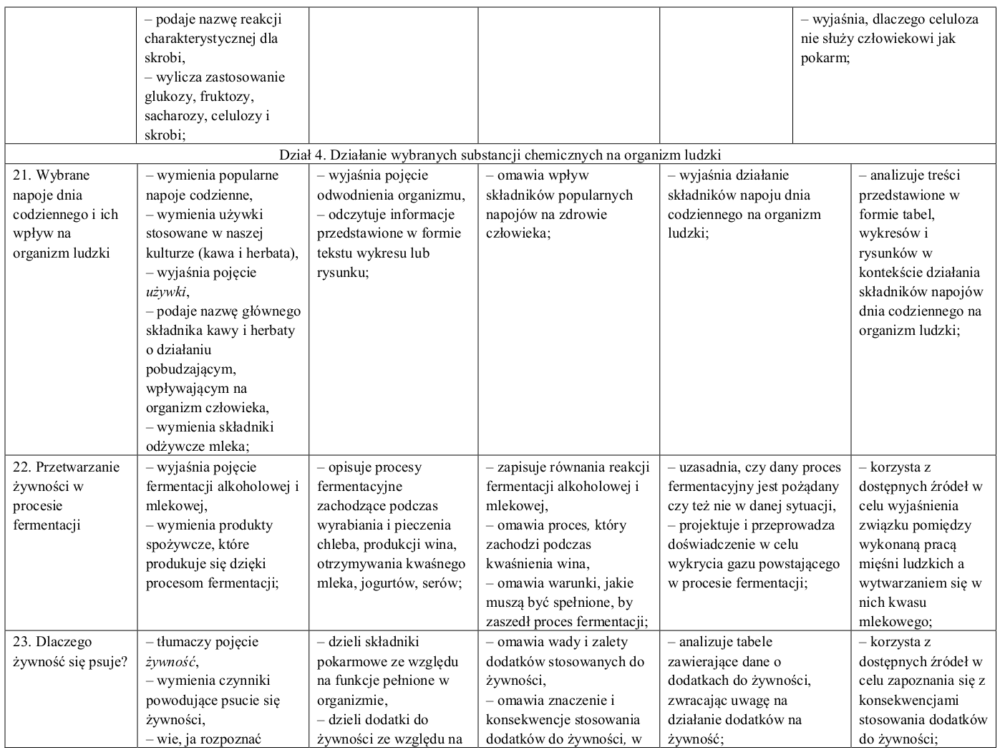 – podaje nazwę reakcji
charakterystycznej dla
skrobi,
– wylicza zastosowanie
glukozy, fruktozy,
sacharozy, celulozy i
skrobi;
– wyjaśnia, dlaczego celuloza
nie służy człowiekowi jak
pokarm;
Dział 4. Działanie wybranych substancji chemicznych na organizm ludzki
21. Wybrane
napoje dnia
codziennego i ich
wpływ na
organizm ludzki
– wymienia popularne
napoje codzienne,
– wymienia używki
stosowane w naszej
kulturze (kawa i herbata),
– wyjaśnia pojęcie
używki,
– podaje nazwę głównego
składnika kawy i herbaty
o działaniu
pobudzającym,
wpływającym na
organizm człowieka,
– wymienia składniki
odżywcze mleka;
– wyjaśnia pojęcie
odwodnienia organizmu,
– odczytuje informacje
przedstawione w formie
tekstu wykresu lub
rysunku;
– omawia wpływ
składników popularnych
napojów na zdrowie
człowieka;
– wyjaśnia działanie
składników napoju dnia
codziennego na organizm
ludzki;
– analizuje treści
przedstawione w
formie tabel,
wykresów i
rysunków w
kontekście działania
składników napojów
dnia codziennego na
organizm ludzki;
22. Przetwarzanie
żywności w
procesie
fermentacji
– wyjaśnia pojęcie
fermentacji alkoholowej i
mlekowej,
– wymienia produkty
spożywcze, które
produkuje się dzięki
procesom fermentacji;
– opisuje procesy
fermentacyjne
zachodzące podczas
wyrabiania i pieczenia
chleba, produkcji wina,
otrzymywania kwaśnego
mleka, jogurtów, serów;
– zapisuje równania reakcji
fermentacji alkoholowej i
mlekowej,
– omawia proces, który
zachodzi podczas
kwaśnienia wina,
– omawia warunki, jakie
muszą być spełnione, by
zaszedł proces fermentacji;
– uzasadnia, czy dany proces
fermentacyjny jest pożądany
czy też nie w danej sytuacji,
– projektuje i przeprowadza
doświadczenie w celu
wykrycia gazu powstającego
w procesie fermentacji;
– korzysta z
dostępnych źródeł w
celu wyjaśnienia
związku pomiędzy
wykonaną pracą
mięśni ludzkich a
wytwarzaniem się w
nich kwasu
mlekowego;
23. Dlaczego
żywność się psuje?
– tłumaczy pojęcie
żywność,
– wymienia czynniki
powodujące psucie się
żywności,
– wie, ja rozpoznać
– dzieli składniki
pokarmowe ze względu
na funkcje pełnione w
organizmie,
– dzieli dodatki do
żywności ze względu na
– omawia wady i zalety
dodatków stosowanych do
żywności,
– omawia znaczenie i
konsekwencje stosowania
dodatków do żywności, w
– analizuje tabele
zawierające dane o
dodatkach do żywności,
zwracając uwagę na
działanie dodatków na
żywność;
– korzysta z
dostępnych źródeł w
celu zapoznania się z
konsekwencjami
stosowania dodatków
do żywności;